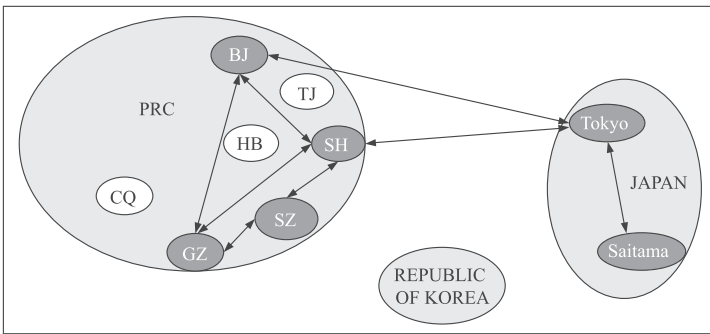 BJ
TJ
PRC
Tokyo
HB
SH
JAPAN
CQ
SZ
GZ
Saitama
REPUBLIC
OF KOREA